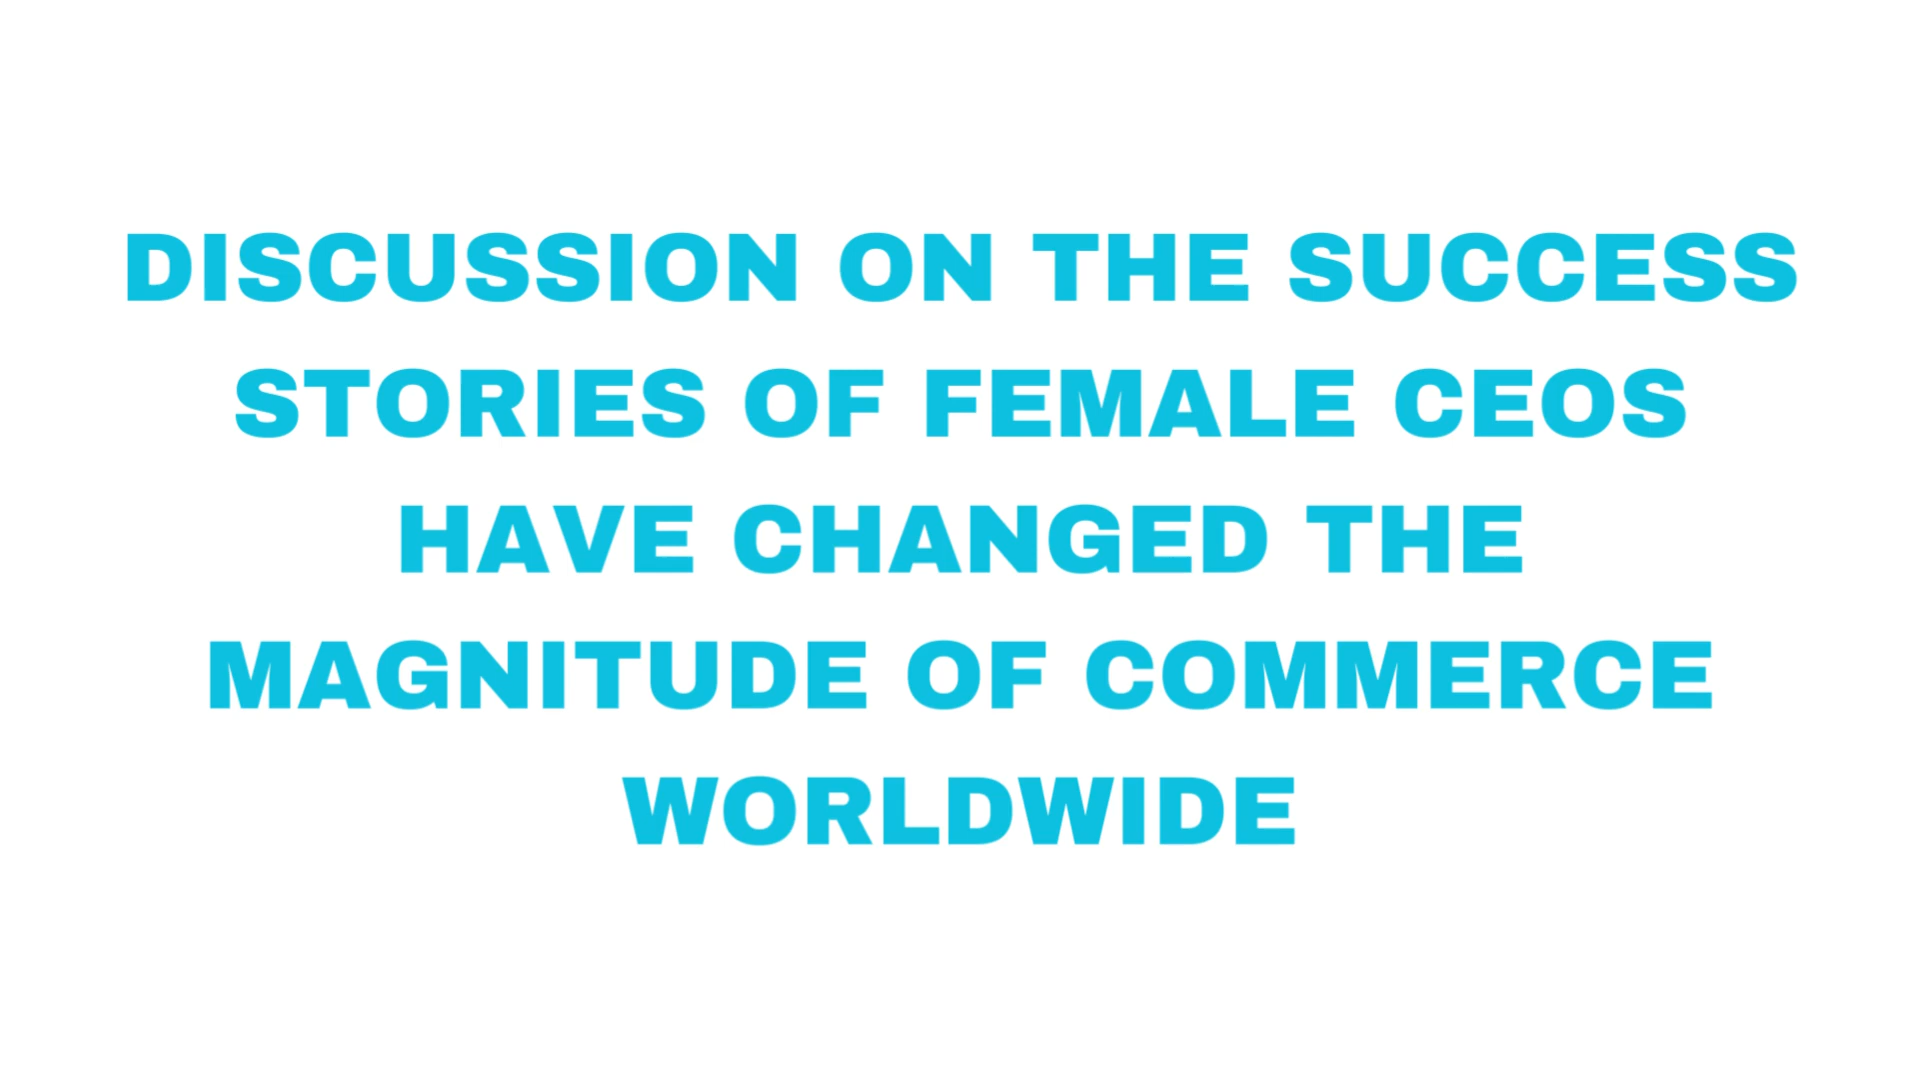 DISCUSSION ON THE SUCCESS
STORIES OF FEMALE CEOS
HAVE CHANGED THE
MAGNITUDE OF COMMERCE
WORLDWIDE